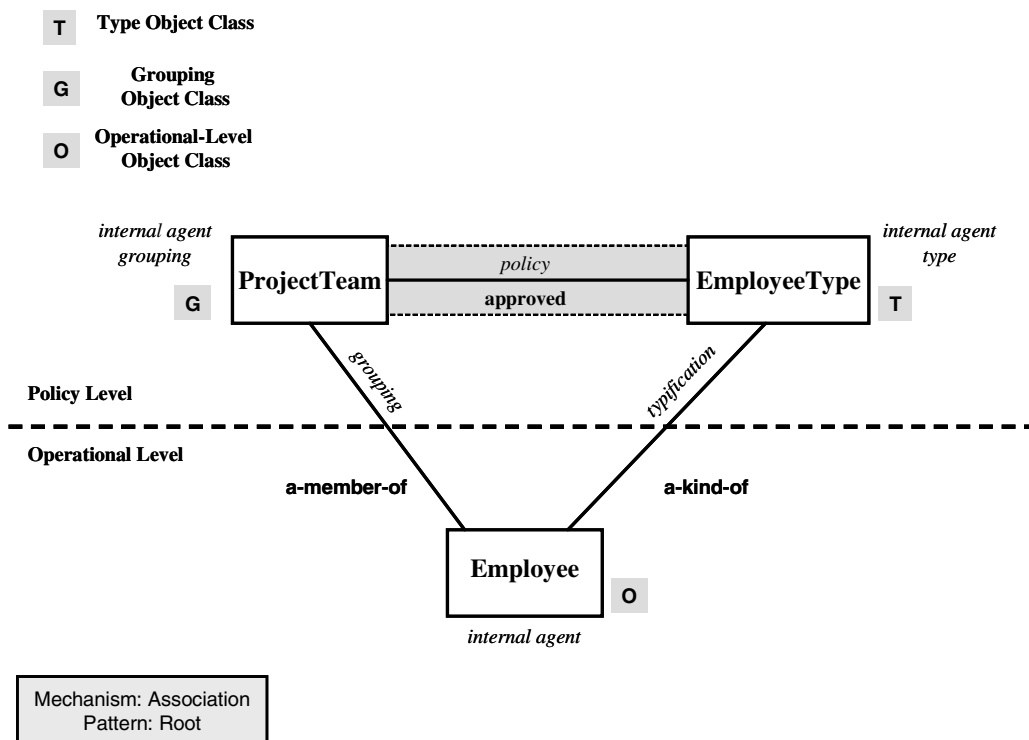 T Type Object Class
G Grouping
Object Class
O Operational-Level
Object Class
internal agent
grouping
G
ProjectTeam
policy
approved
EmployeeType
internal agent
type
T
grouping
typification
Policy Level
Operational Level
a-member-of
a-kind-of
Employee
O
internal agent
Mechanism: Association
Pattern: Root